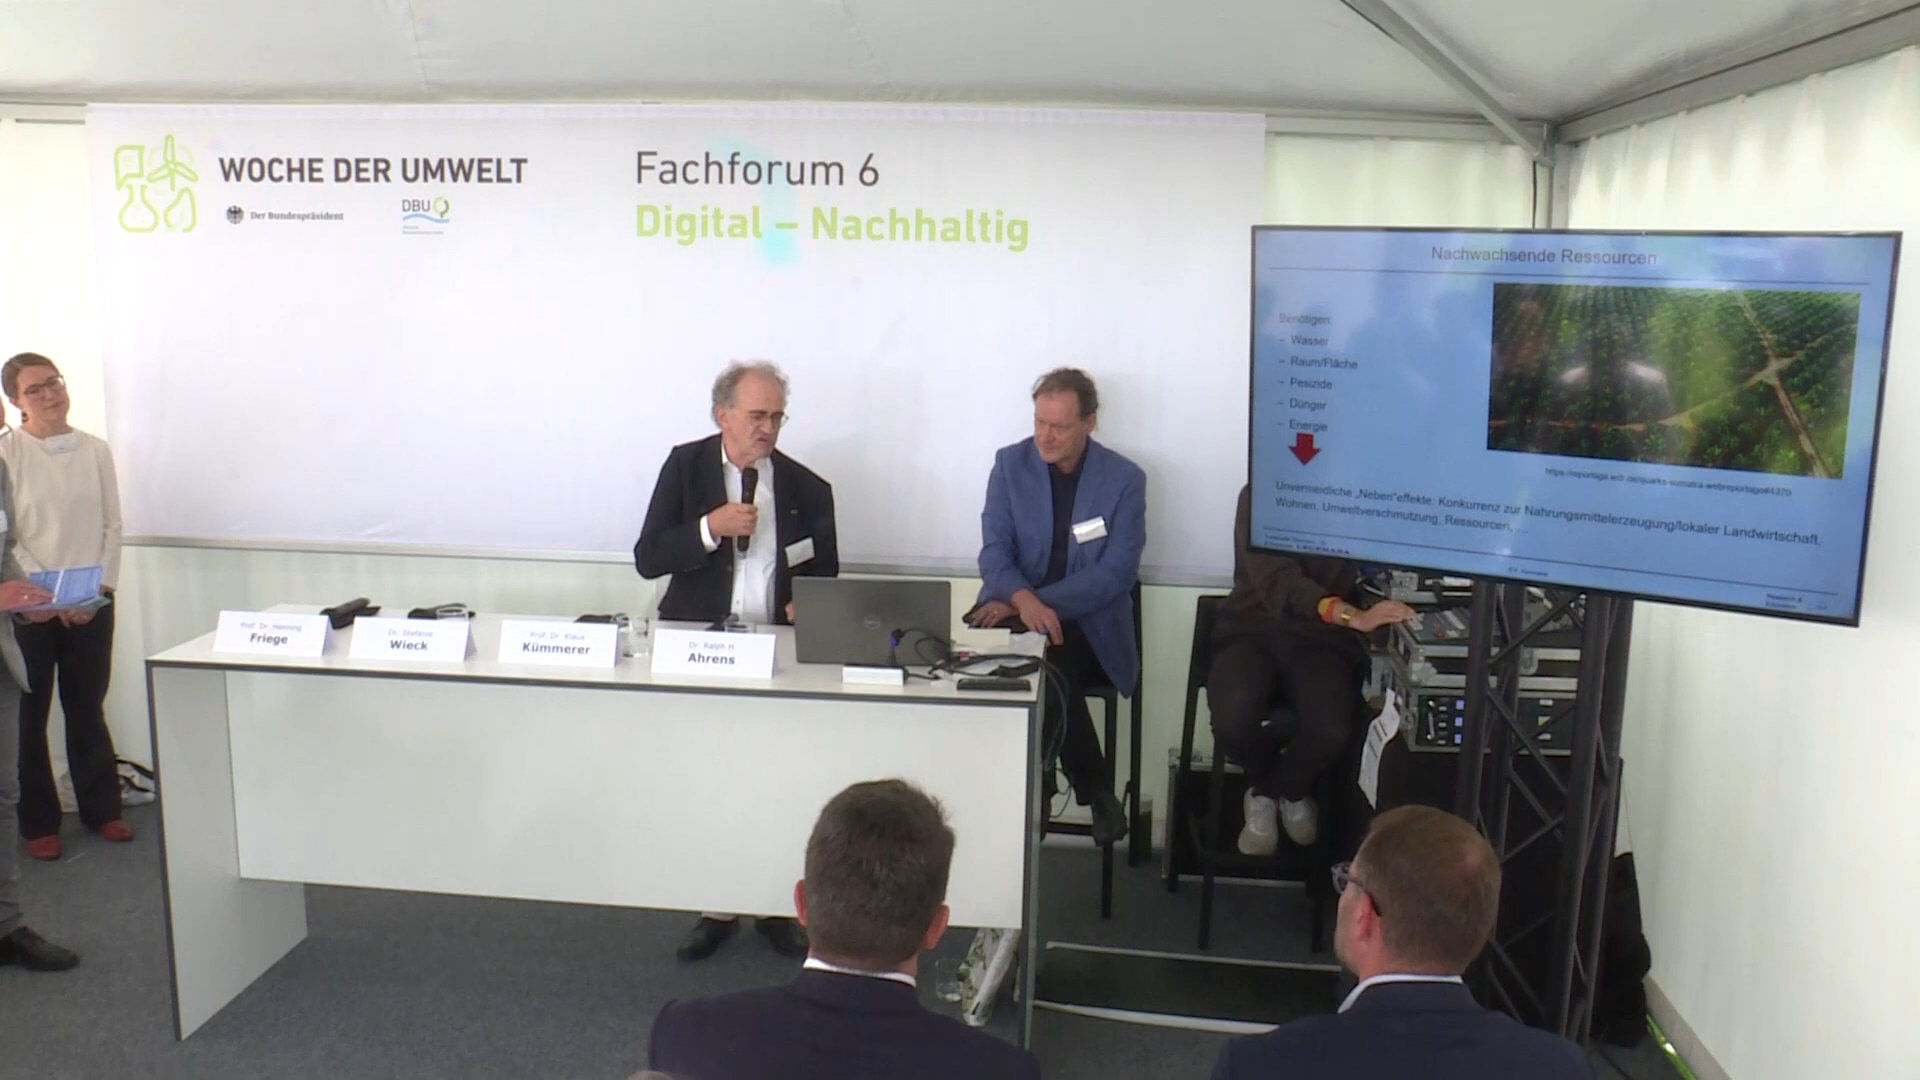 WOCHE DER UMWELT
Der Bundespräsident
DBU
Fachforum 6
Digital – Nachhaltig
Nachwachsende Ressourcen
Benötigen
– Wasser
– Raum/Fläche
– Pesizide
– Dünger
– Energie
Unvermeidliche „Neben“effekte: Konkurrenz zur Nahrungsmittelerzeugung/lokaler Landwirtschaft,
Wohnen, Umweltverschmutzung, Ressourcen, ...
Prof. Dr. Henning
Friege
Dr. Stefanie
Wieck
Prof. Dr. Klaus
Kümmerer
Dr. Ralph H.
Ahrens
DELL